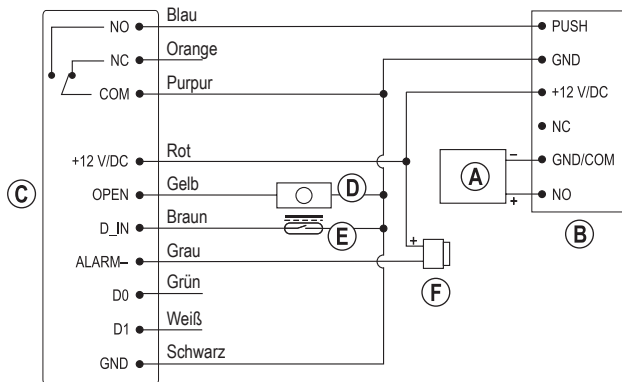 NO Blau PUSH
NC Orange GND
COM Purpur +12 V/DC
NC
+12 V/DC Rot GND/COM
C OPEN Gelb D A – NO
D_IN Braun E + B
ALARM– Grau + F
D0 Grün
D1 Weiß
GND Schwarz